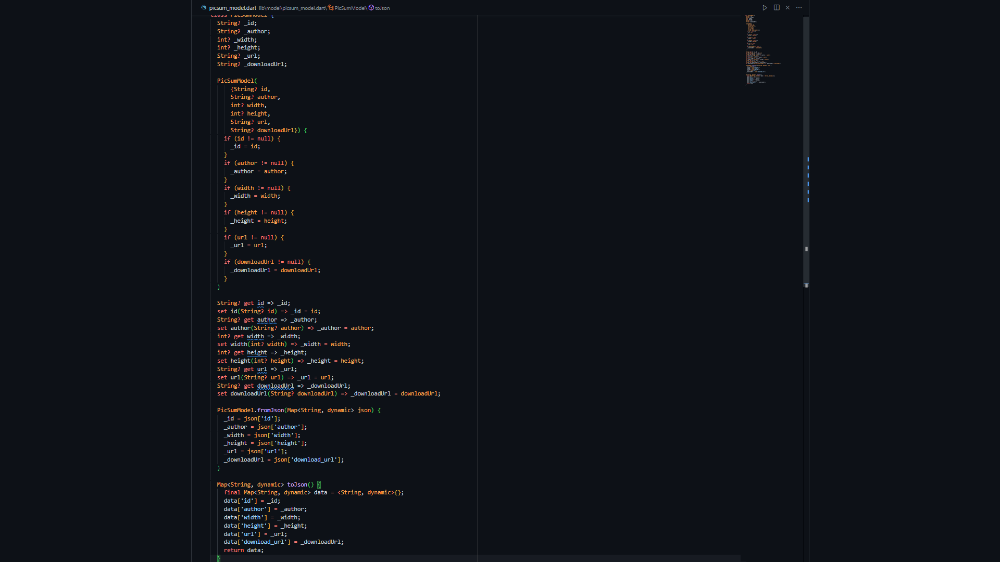 picsum_model.dart lib\model\picsum_model.dart\ PicSumModel\ toJson
class PicSumModel {
String? _id;
String? _author;
int? _width;
int? _height;
String? _url;
String? _downloadUrl;
PicSumModel(
{String? id,
String? author,
int? width,
int? height,
String? url,
String? downloadUrl}) {
if (id != null) {
_id = id;
}
if (author != null) {
_author = author;
}
if (width != null) {
_width = width;
}
if (height != null) {
_height = height;
}
if (url != null) {
_url = url;
}
if (downloadUrl != null) {
_downloadUrl = downloadUrl;
}
}
String? get id => _id;
set id(String? id) => _id = id;
String? get author => _author;
set author(String? author) => _author = author;
int? get width => _width;
set width(int? width) => _width = width;
int? get height => _height;
set height(int? height) => _height = height;
String? get url => _url;
set url(String? url) => _url = url;
String? get downloadUrl => _downloadUrl;
set downloadUrl(String? downloadUrl) => _downloadUrl = downloadUrl;
PicSumModel.fromJson(Map<String, dynamic> json) {
_id = json['id'];
_author = json['author'];
_width = json['width'];
_height = json['height'];
_url = json['url'];
_downloadUrl = json['download_url'];
}
Map<String, dynamic> toJson() {
final Map<String, dynamic> data = <String, dynamic>{};
data['id'] = _id;
data['author'] = _author;
data['width'] = _width;
data['height'] = _height;
data['url'] = _url;
data['download_url'] = _downloadUrl;
return data;
}